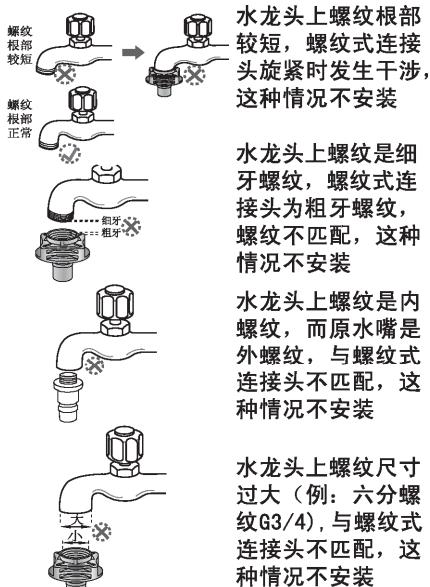 螺纹
根部
较短
水龙头上螺纹根部
较短，螺纹式连接
头旋紧时发生干涉，
这种情况不安装
螺纹
根部
正常
水龙头上螺纹是细
牙螺纹，螺纹式连
接头为粗牙螺纹，
螺纹不匹配，这种
情况不安装
细牙
粗牙
水龙头上螺纹是内
螺纹，而原水嘴是
外螺纹，与螺纹式
连接头不匹配，这
种情况不安装
水龙头上螺纹尺寸
过大（例：六分螺
纹G3/4),与螺纹式
连接头不匹配，这
种情况不安装
大
小